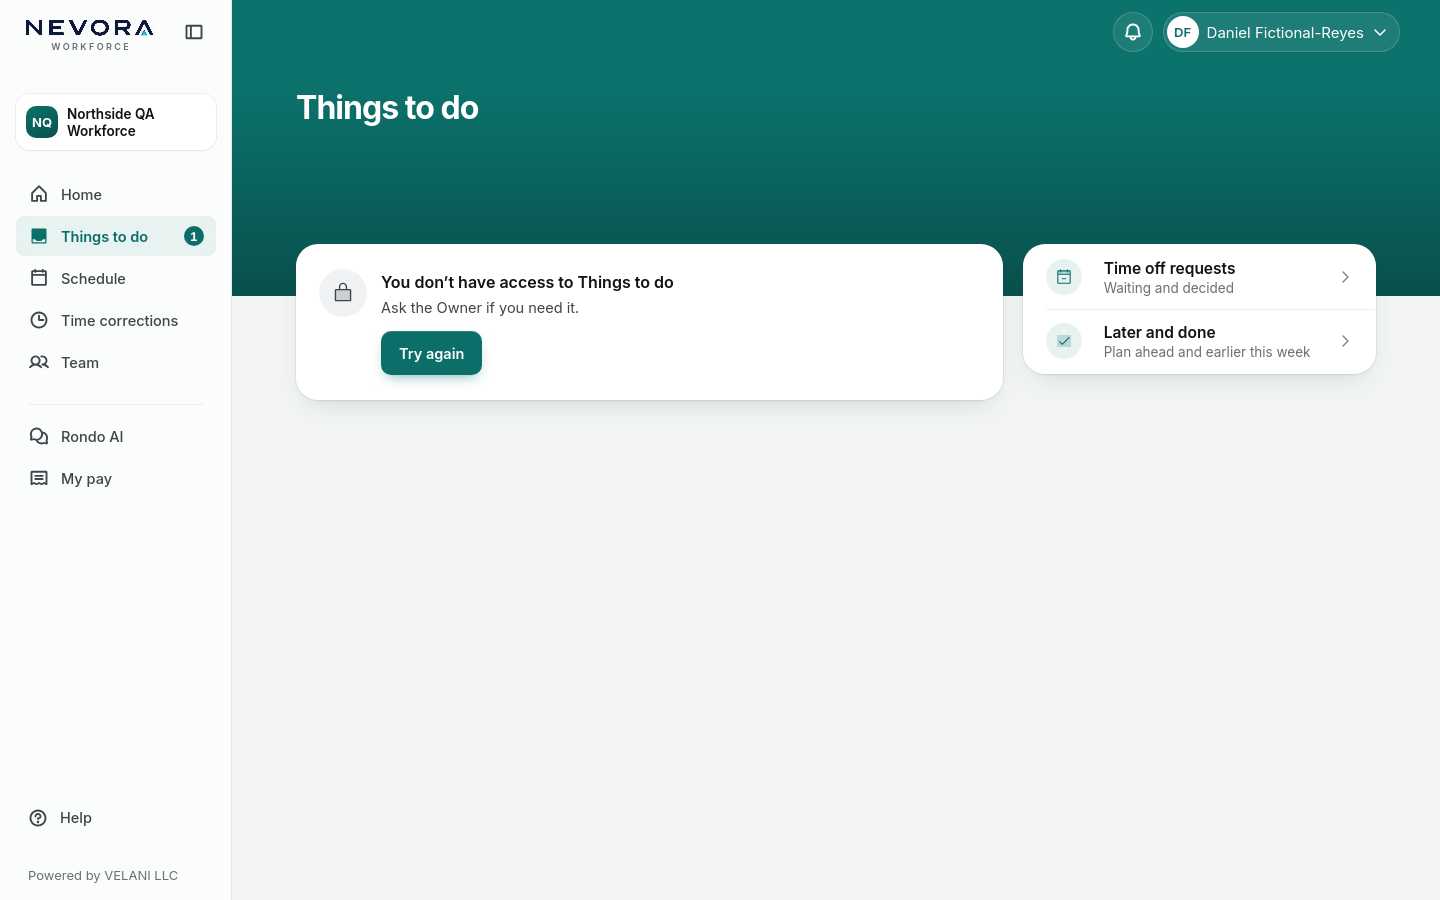 NEVORA
WORKFORCE
DF
Daniel Fictional-Reyes
NQ
Northside QA
Workforce
Home
Things to do
1
Schedule
Time corrections
Team
Rondo AI
My pay
Help
Powered by VELANI LLC
Things to do
You don’t have access to Things to do
Ask the Owner if you need it.
Try again
Time off requests
Waiting and decided
Later and done
Plan ahead and earlier this week